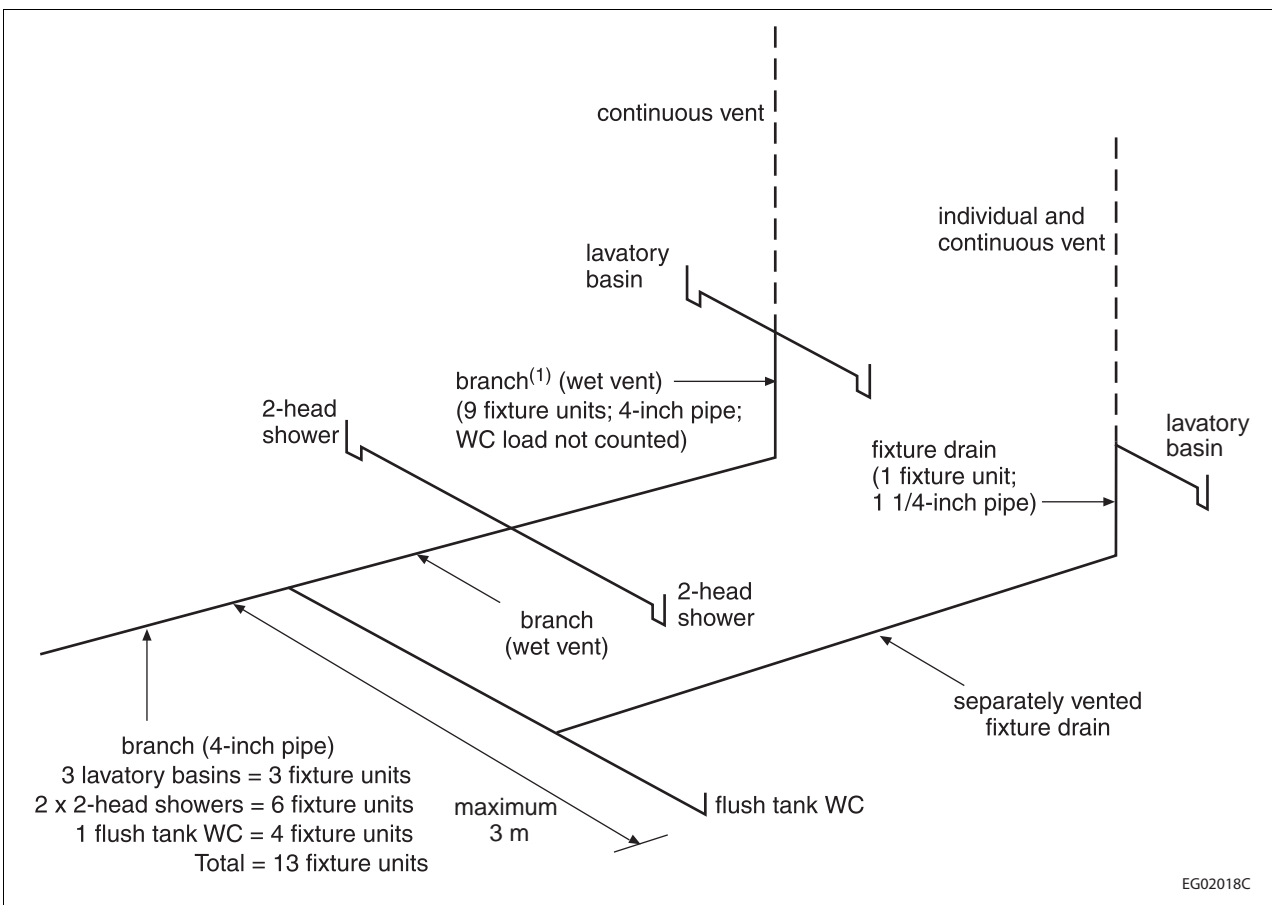 continuous vent
individual and
continuous vent
lavatory
basin
branch(1) (wet vent)
(9 fixture units; 4-inch pipe;
WC load not counted)
2-head
shower
lavatory
basin
fixture drain
(1 fixture unit;
1 1/4-inch pipe)
2-head
shower
branch
(wet vent)
separately vented
fixture drain
branch (4-inch pipe)
3 lavatory basins = 3 fixture units
2 x 2-head showers = 6 fixture units
1 flush tank WC = 4 fixture units
Total = 13 fixture units
maximum
3 m
flush tank WC
EG02018C